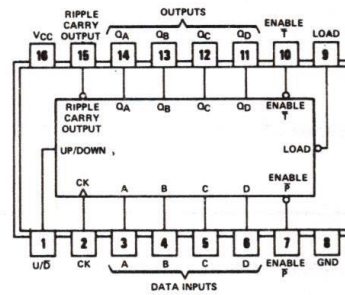 RIPPLE CARRY OUTPUT OUTPUTS ENABLE T̅ LOAD
VCC QA QB QC QD
16 15 14 13 12 11 10 9
RIPPLE CARRY OUTPUT QA QB QC QD ENABLE T̅
UP/DOWN LOAD
CK A B C D ENABLE P̅
1 2 3 4 5 6 7 8
U/D̅ CK A B C D ENABLE P̅ GND
DATA INPUTS